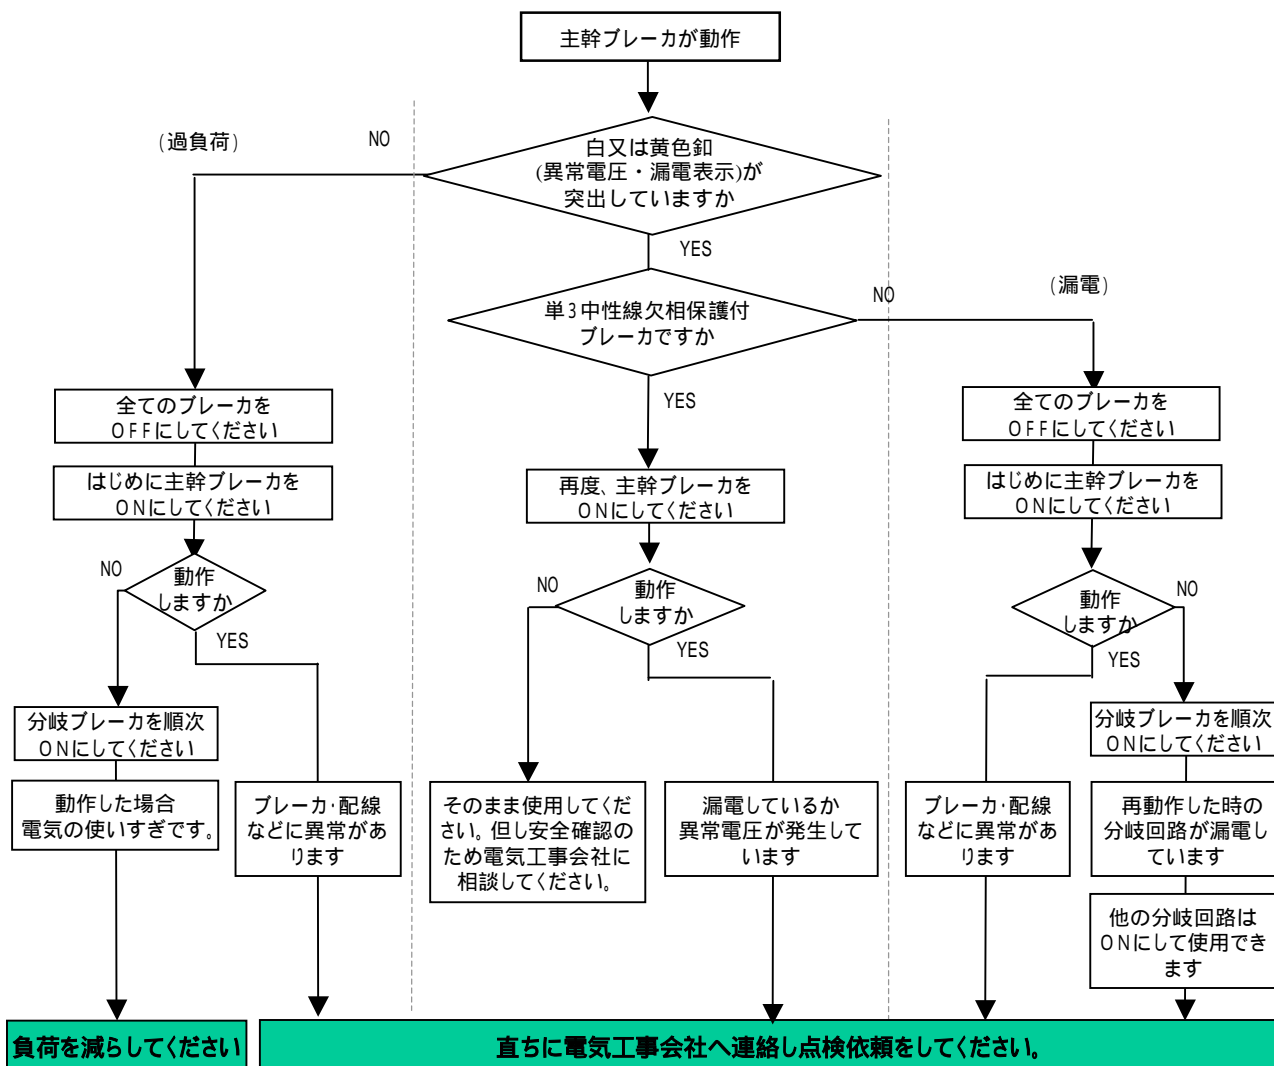 主幹ブレーカが動作
白又は黄色釦
(異常電圧・漏電表示)が
突出していますか
NO
(過負荷)
YES
単3中性線欠相保護付
ブレーカですか
NO
(漏電)
YES
全てのブレーカを
OFFにしてください
はじめに主幹ブレーカを
ONにしてください
動作
しますか
NO
YES
分岐ブレーカを順次
ONにしてください
動作した場合
電気の使いすぎです。
ブレーカ・配線
などに異常があ
ります
再度、主幹ブレーカを
ONにしてください
動作
しますか
NO
YES
そのまま使用してくだ
さい。但し安全確認の
ため電気工事会社に
相談してください。
漏電しているか
異常電圧が発生して
います
全てのブレーカを
OFFにしてください
はじめに主幹ブレーカを
ONにしてください
動作
しますか
NO
YES
ブレーカ・配線
などに異常があ
ります
分岐ブレーカを順次
ONにしてください
再動作した時の
分岐回路が漏電し
ています
他の分岐回路は
ONにして使用でき
ます
負荷を減らしてください
直ちに電気工事会社へ連絡し点検依頼をしてください。